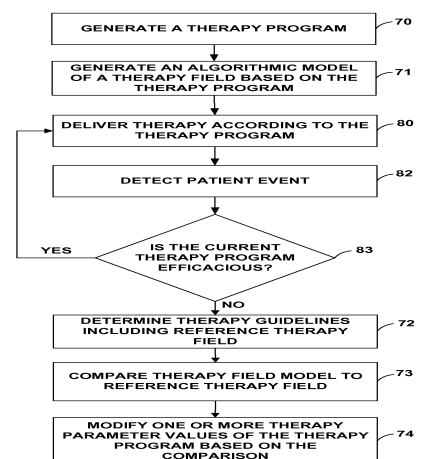 GENERATE A THERAPY PROGRAM
70
GENERATE AN ALGORITHMIC MODEL
OF A THERAPY FIELD BASED ON THE
THERAPY PROGRAM
71
DELIVER THERAPY ACCORDING TO THE
THERAPY PROGRAM
80
DETECT PATIENT EVENT
82
YES
IS THE CURRENT
THERAPY PROGRAM
EFFICACIOUS?
83
NO
DETERMINE THERAPY GUIDELINES
INCLUDING REFERENCE THERAPY
FIELD
72
COMPARE THERAPY FIELD MODEL TO
REFERENCE THERAPY FIELD
73
MODIFY ONE OR MORE THERAPY
PARAMETER VALUES OF THE THERAPY
PROGRAM BASED ON THE
COMPARISON
74